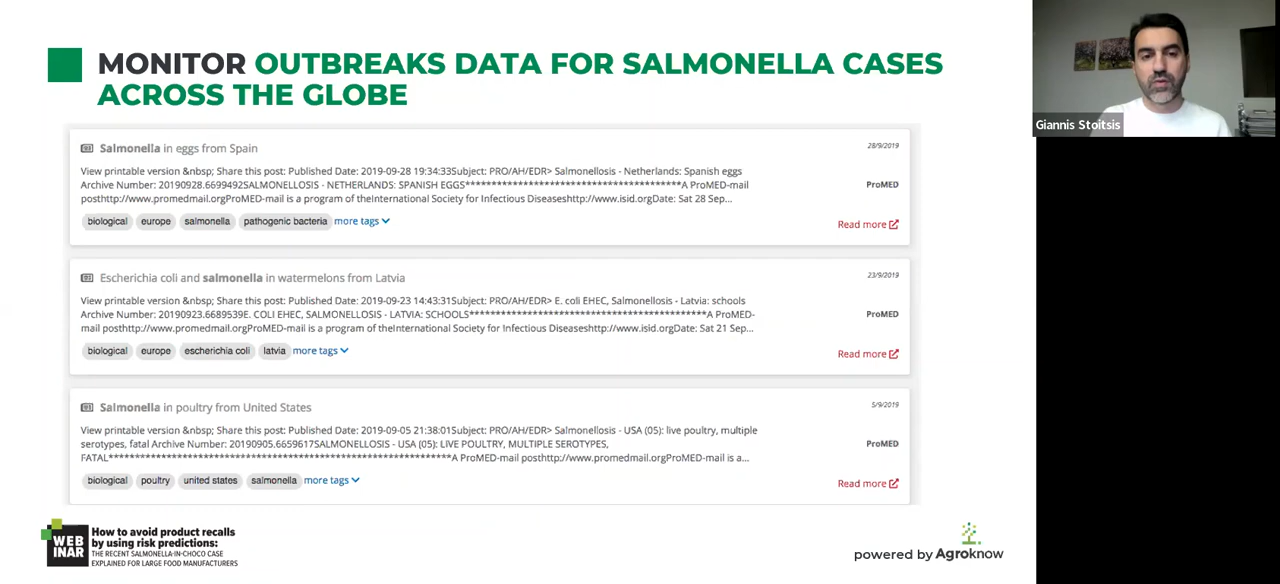 MONITOR OUTBREAKS DATA FOR SALMONELLA CASES
ACROSS THE GLOBE
Giannis Stoitsis
Salmonella in eggs from Spain
28/9/2019
View printable version &nbsp; Share this post: Published Date: 2019-09-28 19:34:33Subject: PRO/AH/EDR> Salmonellosis - Netherlands: Spanish eggs
Archive Number: 20190928.6699492SALMONELLOSIS - NETHERLANDS: SPANISH EGGS******************************************A ProMED-mail
posthttp://www.promedmail.orgProMED-mail is a program of theInternational Society for Infectious Diseaseshttp://www.isid.orgDate: Sat 28 Sep...
ProMED
biological europe salmonella pathogenic bacteria more tags
Read more
Escherichia coli and salmonella in watermelons from Latvia
23/9/2019
View printable version &nbsp; Share this post: Published Date: 2019-09-23 14:43:31Subject: PRO/AH/EDR> E. coli EHEC, Salmonellosis - Latvia: schools
Archive Number: 20190923.6689539E. COLI EHEC, SALMONELLOSIS - LATVIA: SCHOOLS******************************************A ProMED-
mail posthttp://www.promedmail.orgProMED-mail is a program of theInternational Society for Infectious Diseaseshttp://www.isid.orgDate: Sat 21 Sep...
ProMED
biological europe escherichia coli latvia more tags
Read more
Salmonella in poultry from United States
5/9/2019
View printable version &nbsp; Share this post: Published Date: 2019-09-05 21:38:01Subject: PRO/AH/EDR> Salmonellosis - USA (05): live poultry, multiple
serotypes, fatal Archive Number: 20190905.6659617SALMONELLOSIS - USA (05): LIVE POULTRY, MULTIPLE SEROTYPES,
FATAL******************************************************************A ProMED-mail posthttp://www.promedmail.orgProMED-mail is a...
ProMED
biological poultry united states salmonella more tags
Read more
WEB
INAR
How to avoid product recalls
by using risk predictions:
THE RECENT SALMONELLA-IN-CHOCO CASE
EXPLAINED FOR LARGE FOOD MANUFACTURERS
powered by Agroknow